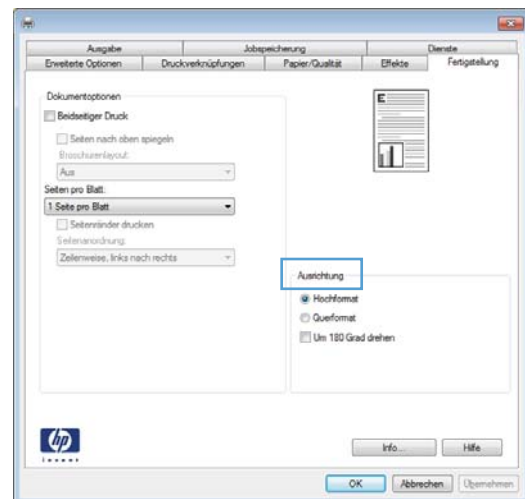 Ausgabe Jobspeicherung Dienste
Erweiterte Optionen Druckverknüpfungen Papier/Qualität Effekte Fertigstellung
Dokumentoptionen
Beidseitiger Druck
Seiten nach oben spiegeln
Broschürenlayout:
Aus
Seiten pro Blatt:
1 Seite pro Blatt
Seitenränder drucken
Seitenanordnung:
Zeilenweise, links nach rechts
E
Ausrichtung
Hochformat
Querformat
Um 180 Grad drehen
hp
invent
Info... Hilfe
OK Abbrechen Übernehmen